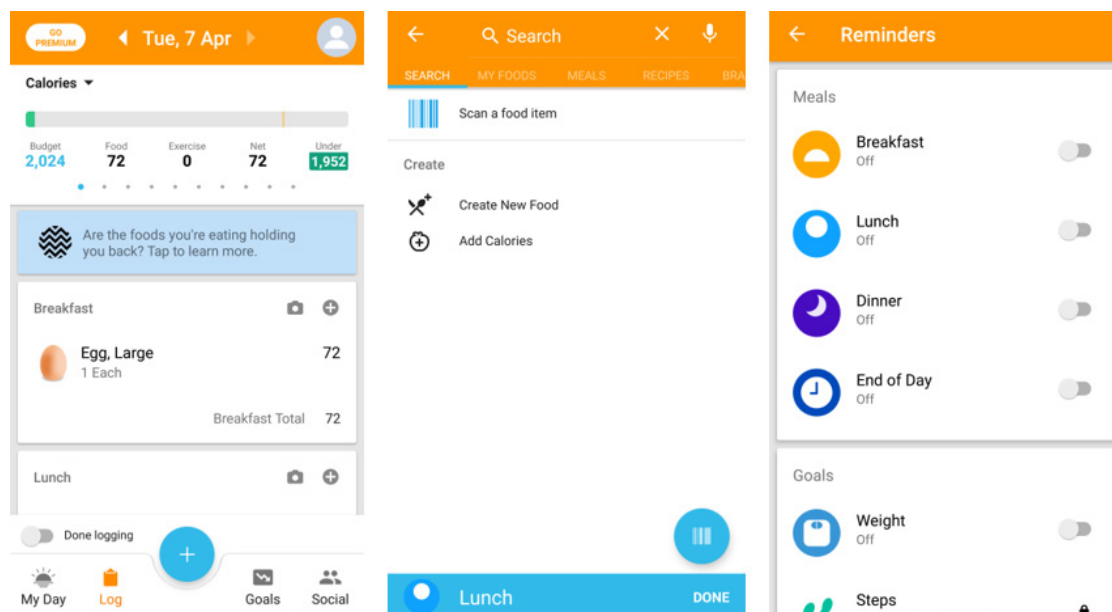 GO
PREMIUM
Tue, 7 Apr
Calories
Budget Food Exercise Net Under
2,024 72 0 72 1,952
Are the foods you're eating holding
you back? Tap to learn more.
Breakfast
Egg, Large 72
1 Each
Breakfast Total 72
Lunch
Done logging
+
My Day Log Goals Social
Search
SEARCH MY FOODS MEALS RECIPES BRA
Scan a food item
Create
Create New Food
Add Calories
Lunch DONE
Reminders
Meals
Breakfast
Off
Lunch
Off
Dinner
Off
End of Day
Off
Goals
Weight
Off
Steps